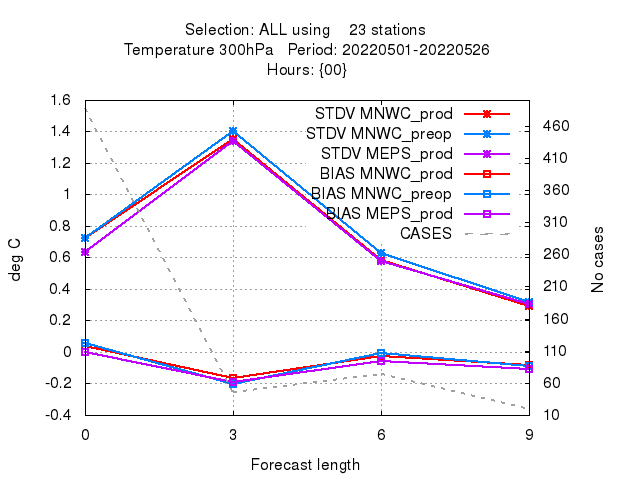 Selection: ALL using 23 stations
Temperature 300hPa Period: 20220501-20220526
Hours: {00}
1.6
1.4
1.2
1
0.8
0.6
0.4
0.2
0
-0.2
-0.4
deg C
STDV MNWC_prod
STDV MNWC_preop
STDV MEPS_prod
BIAS MNWC_prod
BIAS MNWC_preop
BIAS MEPS_prod
CASES
460
410
360
310
260
210
160
110
60
10
No cases
0 3 6 9
Forecast length